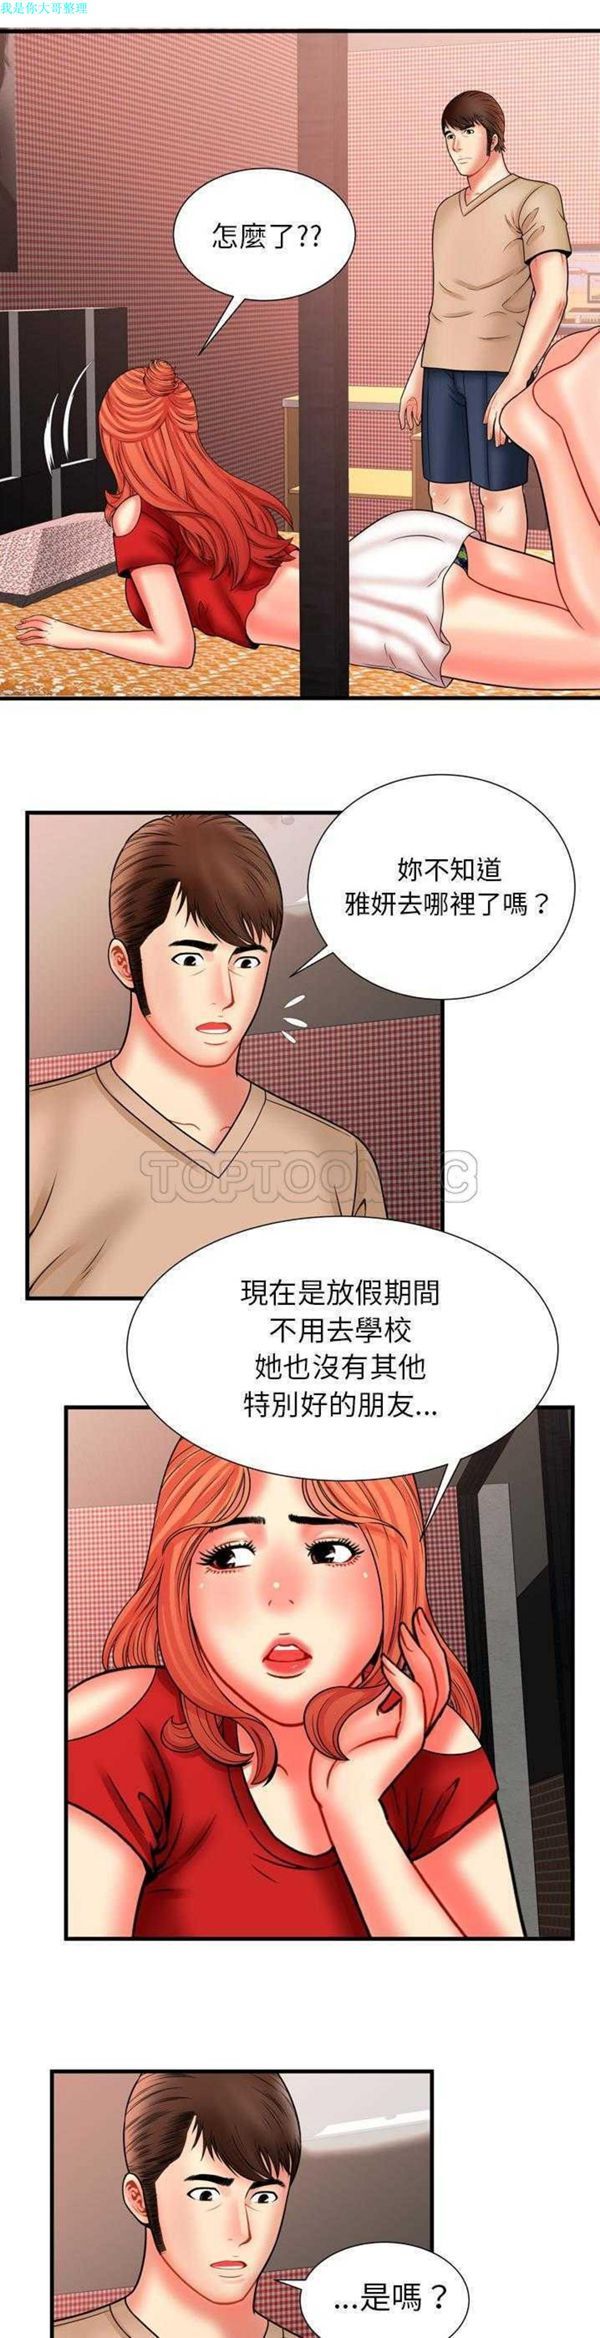 我是你大哥整理
怎麼了??
妳不知道
雅妍去哪裡了嗎？
TOPTOON
現在是放假期間
不用去學校
她也沒有其他
特別好的朋友...
...是嗎？